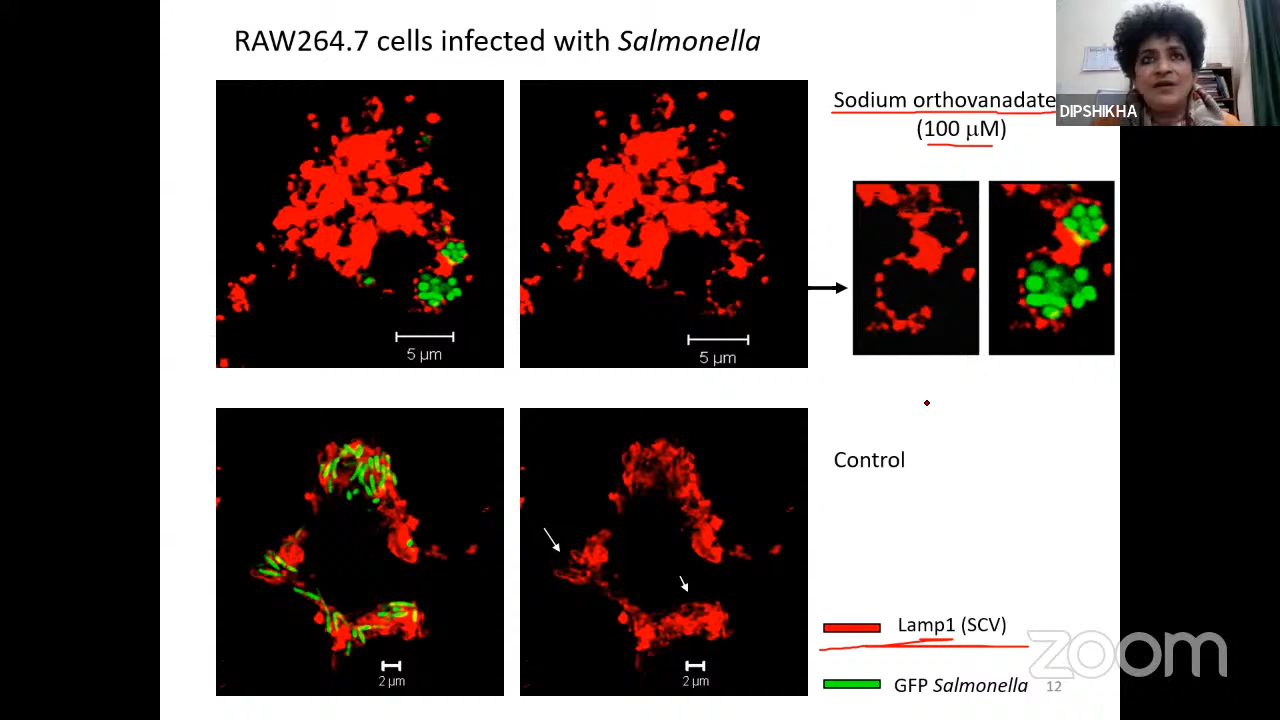 RAW264.7 cells infected with Salmonella
Sodium orthovanadate
(100 μM)
DIPSHIKHA
5 μm
5 μm
Control
2 μm
2 μm
Lamp1 (SCV)
GFP Salmonella
12
zoom